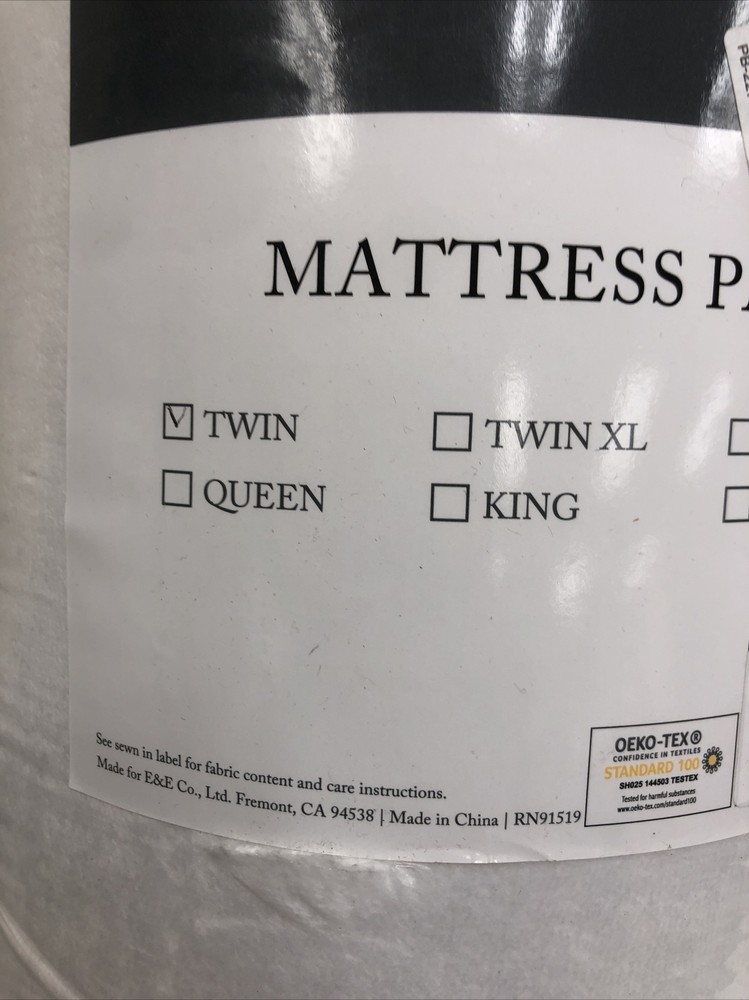 MATTRESS
TWIN
TWIN XL
QUEEN
KING
See sewn in label for fabric content and care instructions.
Made for E&E Co., Ltd. Fremont, CA 94538 | Made in China | RN91519
OEKO-TEX®
CONFIDENCE IN TEXTILES
STANDARD 100
SH025 144503 TESTEX
Tested for harmful substances
www.oeko-tex.com/standard100